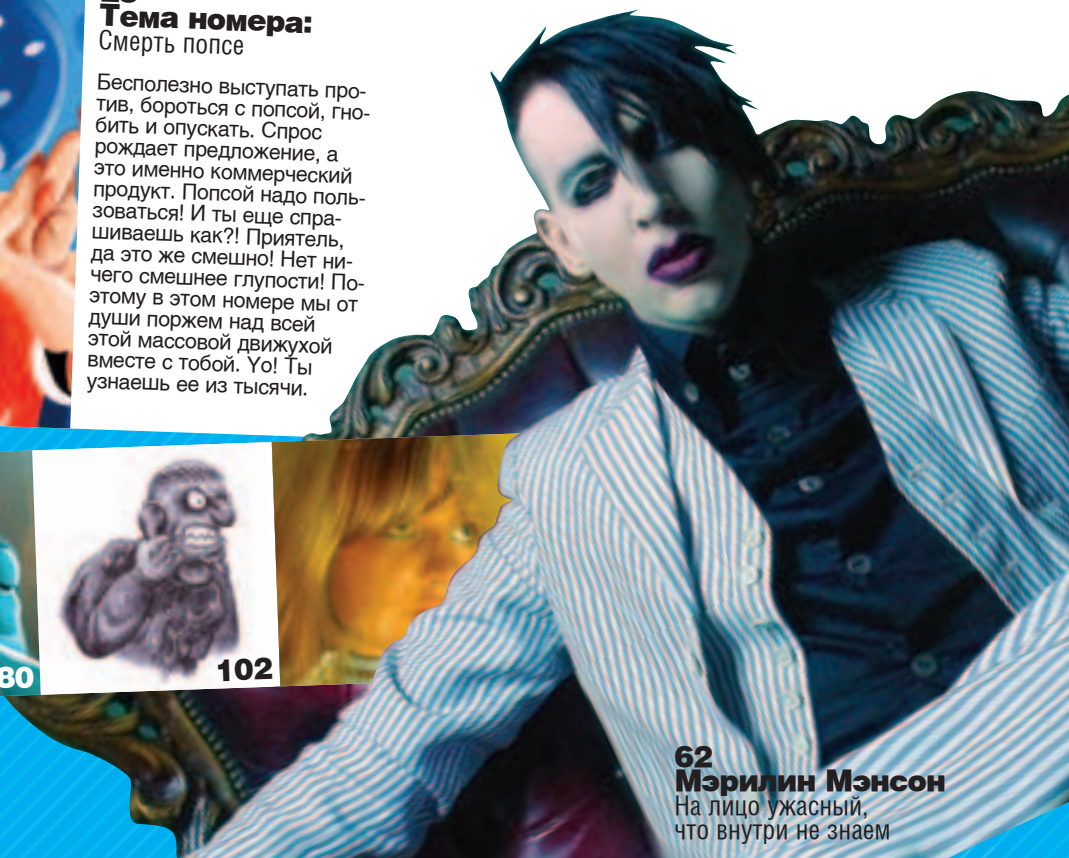 Тема номера:
Смерть попсе
Бесполезно выступать про-
тив, бороться с попсой, гно-
бить и опускать. Спрос
рождает предложение, а
это именно коммерческий
продукт. Попсой надо поль-
зоваться! И ты еще спра-
шиваешь как?! Приятель,
да это же смешно! Нет ни-
чего смешнее глупости! По-
этому в этом номере мы от
души поржем над всей
этой массовой движухой
вместе с тобой. Yo! Ты
узнаешь ее из тысячи.
80
102
62
Мэрилин Мэнсон
На лицо ужасный,
что внутри не знаем